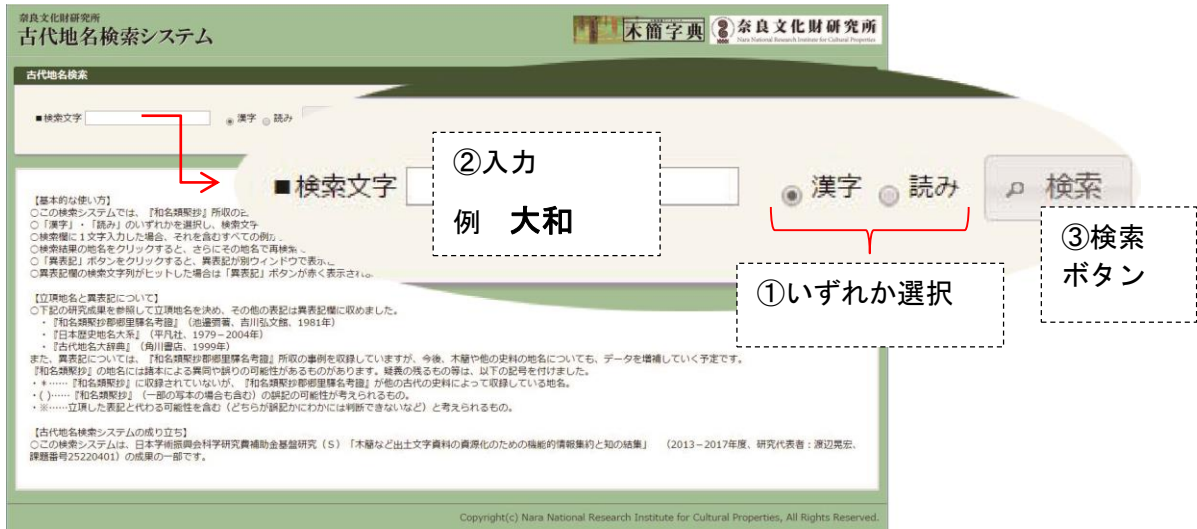 奈良文化財研究所
古代地名検索システム
木簡字典
奈良文化財研究所
Nara National Research Institute for Cultural Properties
古代地名検索
■検索文字
漢字 読み
■検索文字
漢字 読み
検索
②入力
例 大和
①いずれか選択
③検索
ボタン
【基本的な使い方】
○この検索システムでは、『和名類聚抄』所収の
○「漢字」・「読み」のいずれかを選択し、検索文字
○検索欄に1文字入力した場合、それを含むすべての例が
○検索結果の地名をクリックすると、さらにその地名で再検索
○「異表記」ボタンをクリックすると、異表記が別ウィンドウで表示
○異表記欄の検索文字列がヒットした場合は「異表記」ボタンが赤く表示され
【立項地名と異表記について】
○下記の研究成果を参照して立項地名を決め、その他の表記は異表記欄に収めました。
・『和名類聚抄郡郷里驛名考證』（池邊彌著、吉川弘文館、1981年）
・『日本歴史地名大系』（平凡社、1979－2004年）
・『古代地名大辞典』（角川書店、1999年）
また、異表記については、『和名類聚抄郡郷里驛名考證』所収の事例を収録していますが、今後、木簡や他の史料の地名についても、データを増補していく予定です。
『和名類聚抄』の地名には諸本による異同や誤りの可能性があるものがあります。疑義の残るもの等は、以下の記号を付けました。
・＊……『和名類聚抄』に収録されていないが、『和名類聚抄郡郷里驛名考證』が他の古代の史料によって収録している地名。
・( )……『和名類聚抄』（一部の写本の場合も含む）の誤記の可能性が考えられるもの。
・※……立項した表記と代わる可能性を含む（どちらが誤記かにわかには判断できないなど）と考えられるもの。
【古代地名検索システムの成り立ち】
○この検索システムは、日本学術振興会科学研究費補助金基盤研究（S）「木簡など出土文字資料の資源化のための機能的情報集約と知の結集」 （2013－2017年度、研究代表者：渡辺晃宏、
課題番号25220401）の成果の一部です。
Copyright(c) Nara National Research Institute for Cultural Properties, All Rights Reserved.